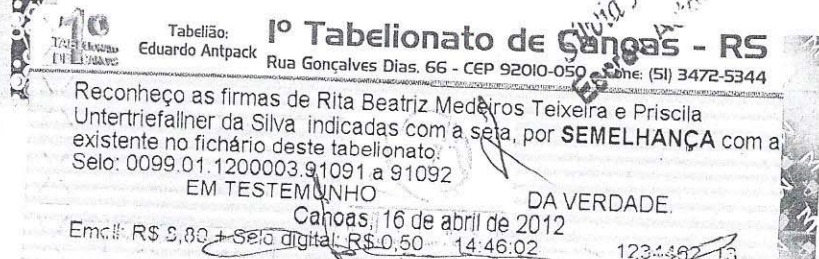 Tabelião:
Eduardo Antpack
1º Tabelionato de Canoas - RS
Rua Gonçalves Dias, 66 - CEP 92010-050 - Fone: (51) 3472-5344
Reconheço as firmas de Rita Beatriz Medeiros Teixeira e Priscila
Untertriefallner da Silva indicadas com a seta, por SEMELHANÇA com a
existente no fichário deste tabelionato.
Selo: 0099.01.1200003.91091 a 91092
EM TESTEMUNHO DA VERDADE.
Canoas, 16 de abril de 2012
Emol: R$ 8,80 + Selo digital: R$ 0,50 14:46:02